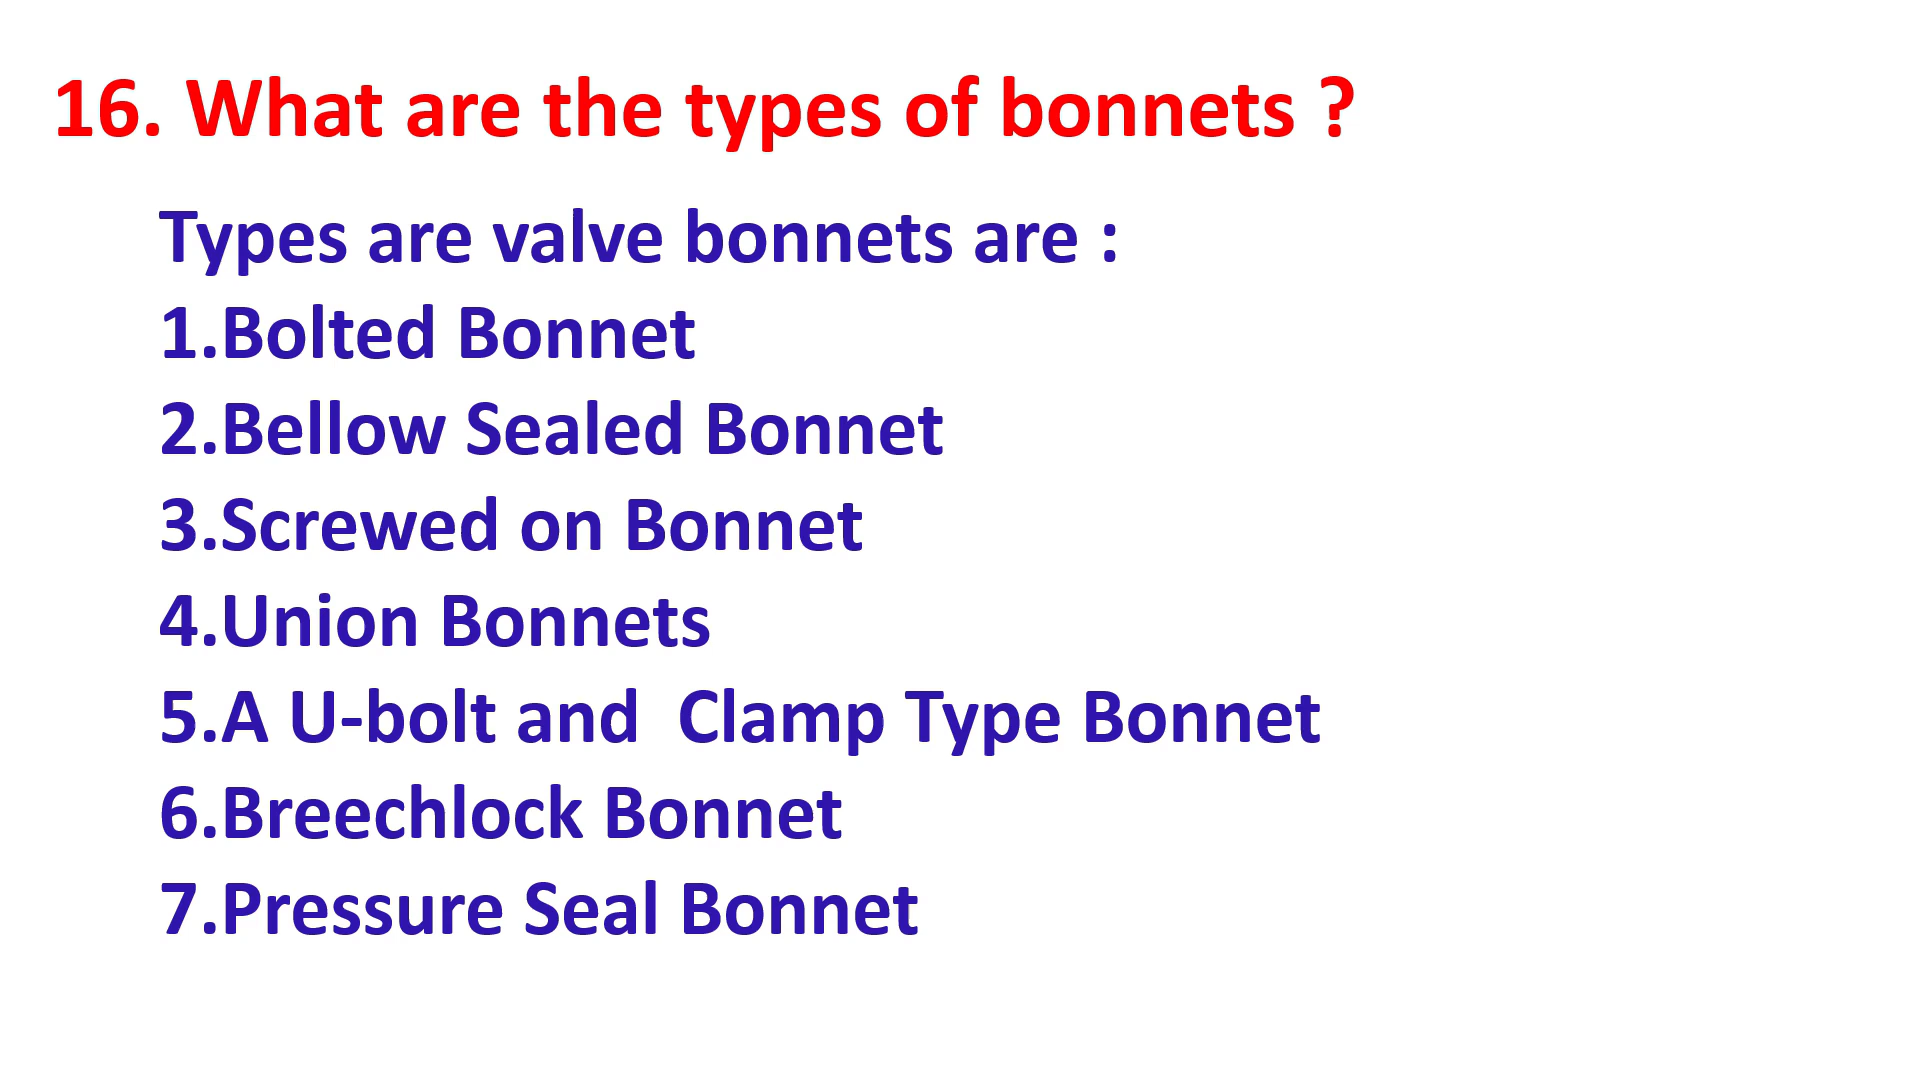 16. What are the types of bonnets ?
Types are valve bonnets are :
1.Bolted Bonnet
2.Bellow Sealed Bonnet
3.Screwed on Bonnet
4.Union Bonnets
5.A U-bolt and  Clamp Type Bonnet
6.Breechlock Bonnet
7.Pressure Seal Bonnet